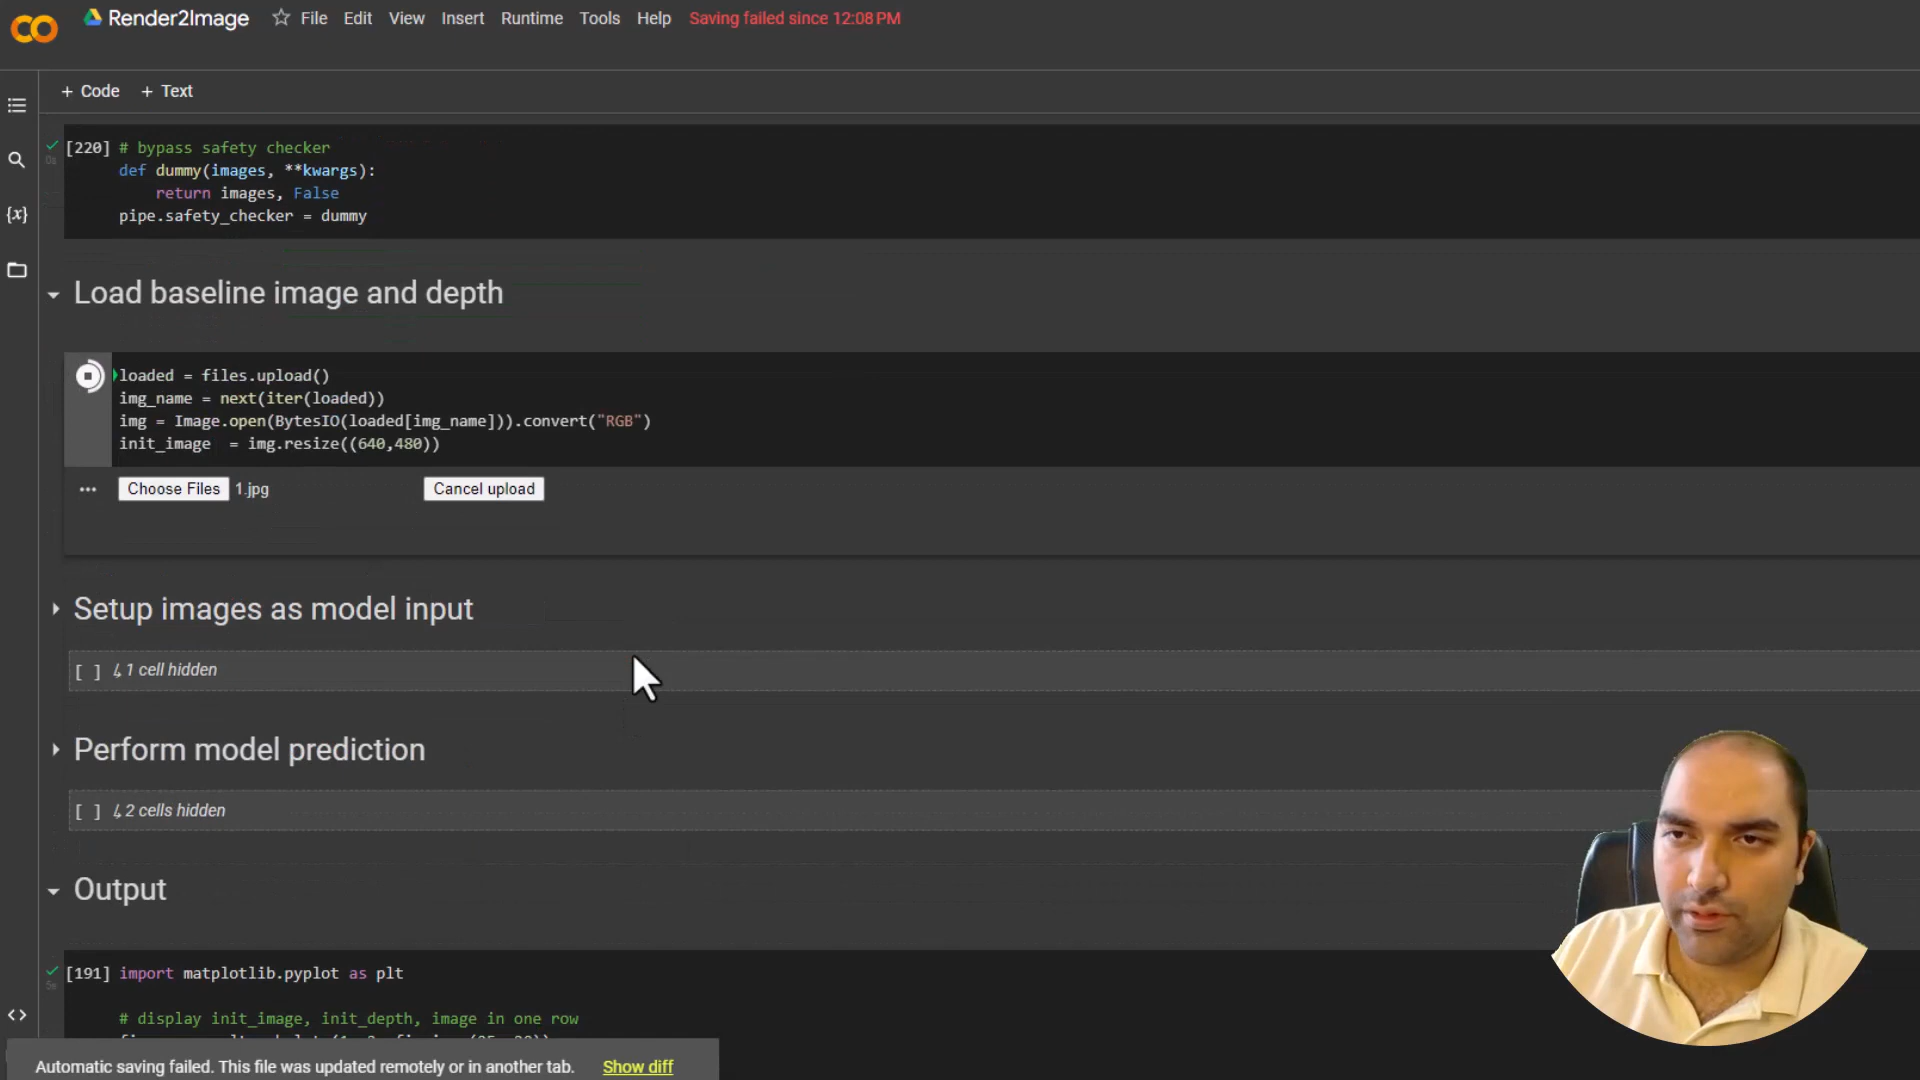 Render2Image File Edit View Insert Runtime Tools Help Saving failed since 12:08 PM
+ Code + Text
[220] # bypass safety checker
0s
def dummy(images, **kwargs):
return images, False
pipe.safety_checker = dummy
Load baseline image and depth
loaded = files.upload()
img_name = next(iter(loaded))
img = Image.open(BytesIO(loaded[img_name])).convert("RGB")
init_image = img.resize((640,480))
... Choose Files 1.jpg Cancel upload
Setup images as model input
[ ] ↳ 1 cell hidden
Perform model prediction
[ ] ↳ 2 cells hidden
Output
[191] import matplotlib.pyplot as plt
5s
# display init_image, init_depth, image in one row
Automatic saving failed. This file was updated remotely or in another tab. Show diff